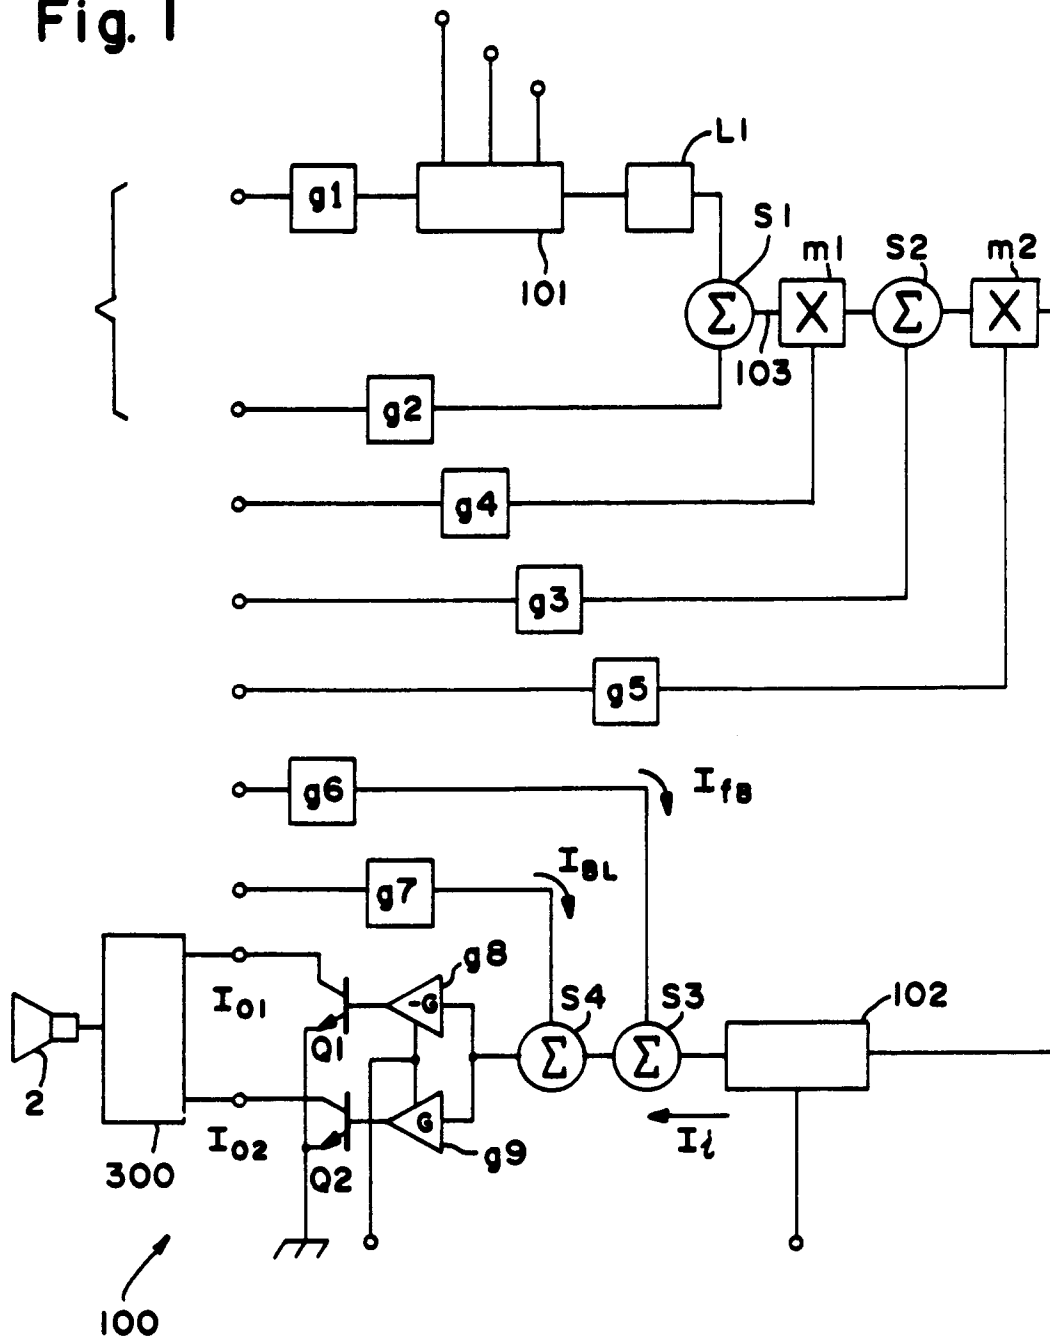 Fig. 1
L1
g1
S1
m1
S2
m2
101
Σ
X
Σ
X
103
g2
g4
g3
g5
g6
IfB
IBL
g7
g8
S4
S3
102
-G
IO1
Q1
Σ
Σ
2
G
Ii
IO2
g9
300
Q2
100